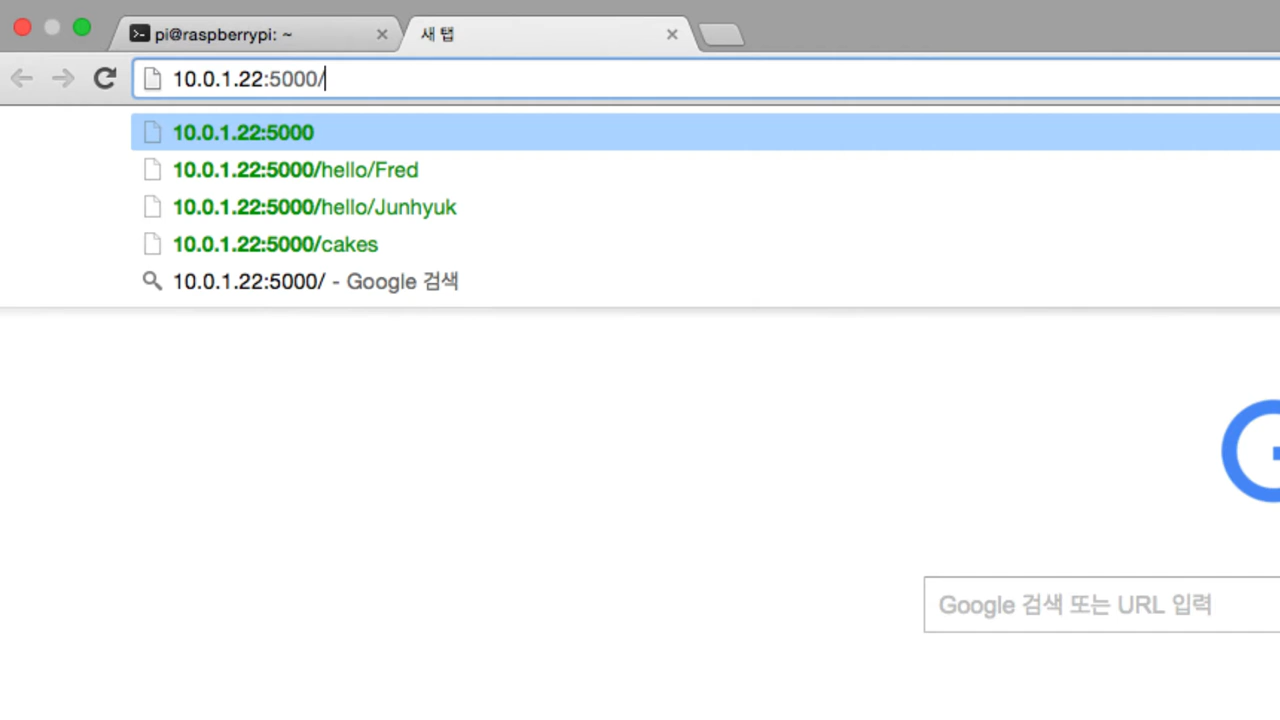 pi@raspberrypi: ~
새 탭
10.0.1.22:5000/
10.0.1.22:5000
10.0.1.22:5000/hello/Fred
10.0.1.22:5000/hello/Junhyuk
10.0.1.22:5000/cakes
10.0.1.22:5000/ - Google 검색
Google 검색 또는 URL 입력